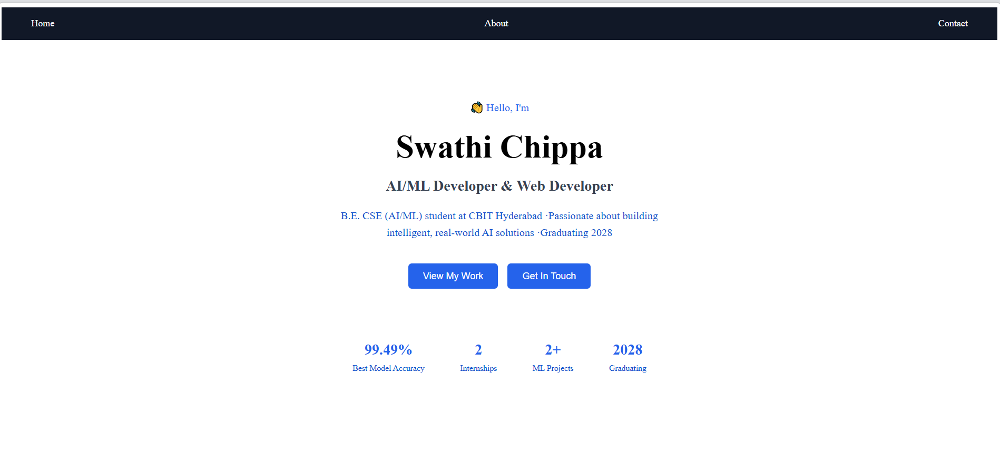 Home About Contact
👋 Hello, I'm
Swathi Chippa
AI/ML Developer & Web Developer
B.E. CSE (AI/ML) student at CBIT Hyderabad ·Passionate about building
intelligent, real-world AI solutions ·Graduating 2028
View My Work Get In Touch
99.49% 2 2+ 2028
Best Model Accuracy Internships ML Projects Graduating